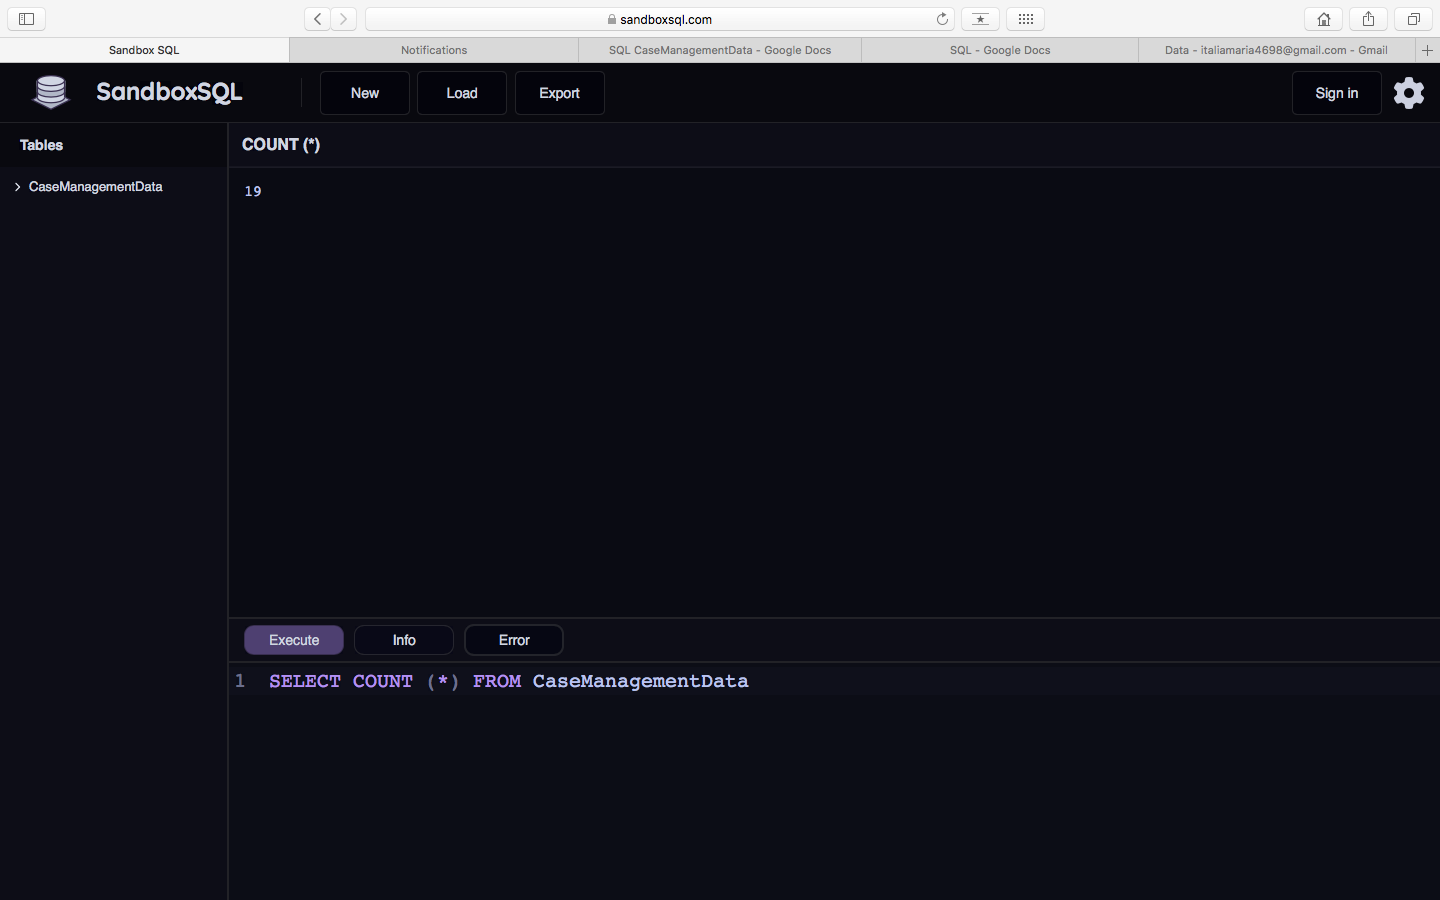 sandboxsql.com
Sandbox SQL
Notifications
SQL CaseManagementData - Google Docs
SQL - Google Docs
Data - italiamaria4698@gmail.com - Gmail
SandboxSQL
New
Load
Export
Sign in
Tables
COUNT (*)
CaseManagementData
19
Execute
Info
Error
1 SELECT COUNT (*) FROM CaseManagementData